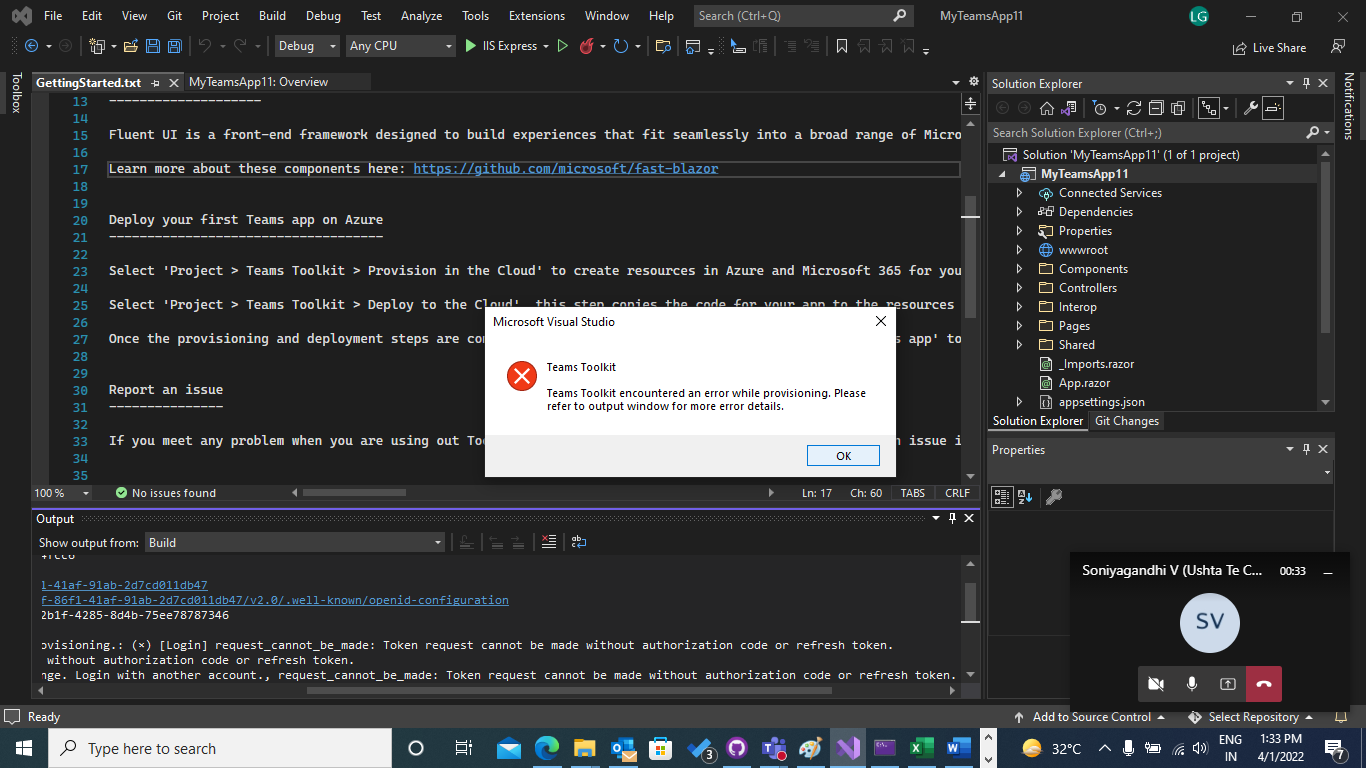 File Edit View Git Project Build Debug Test Analyze Tools Extensions Window Help Search (Ctrl+Q) MyTeamsApp11 LG
Debug Any CPU IIS Express Live Share
Toolbox
GettingStarted.txt MyTeamsApp11: Overview
13 --------------------
14
15 Fluent UI is a front-end framework designed to build experiences that fit seamlessly into a broad range of Micro
16
17 Learn more about these components here: https://github.com/microsoft/fast-blazor
18
19
20 Deploy your first Teams app on Azure
21 ------------------------------------
22
23 Select 'Project > Teams Toolkit > Provision in the Cloud' to create resources in Azure and Microsoft 365 for you
24
25 Select 'Project > Teams Toolkit > Deploy to the Cloud', this step copies the code for your app to the resources
26
27 Once the provisioning and deployment steps are co s app' to
28
29
30 Report an issue
31 ---------------
32
33 If you meet any problem when you are using out Too n issue i
34
35
100 % No issues found Ln: 17 Ch: 60 TABS CRLF
Microsoft Visual Studio
Teams Toolkit
Teams Toolkit encountered an error while provisioning. Please
refer to output window for more error details.
OK
Output
Show output from: Build
1-41af-91ab-2d7cd011db47
f-86f1-41af-91ab-2d7cd011db47/v2.0/.well-known/openid-configuration
2b1f-4285-8d4b-75ee78787346
ovisioning.: (×) [Login] request_cannot_be_made: Token request cannot be made without authorization code or refresh token.
without authorization code or refresh token.
nge. Login with another account., request_cannot_be_made: Token request cannot be made without authorization code or refresh token.
Solution Explorer
Search Solution Explorer (Ctrl+;)
Solution 'MyTeamsApp11' (1 of 1 project)
MyTeamsApp11
Connected Services
Dependencies
Properties
wwwroot
Components
Controllers
Interop
Pages
Shared
_Imports.razor
App.razor
appsettings.json
Solution Explorer Git Changes
Properties
Notifications
Soniyagandhi V (Ushta Te C... 00:33
SV
Ready Add to Source Control Select Repository
Type here to search
3
32°C
ENG
IN
1:33 PM
4/1/2022
7